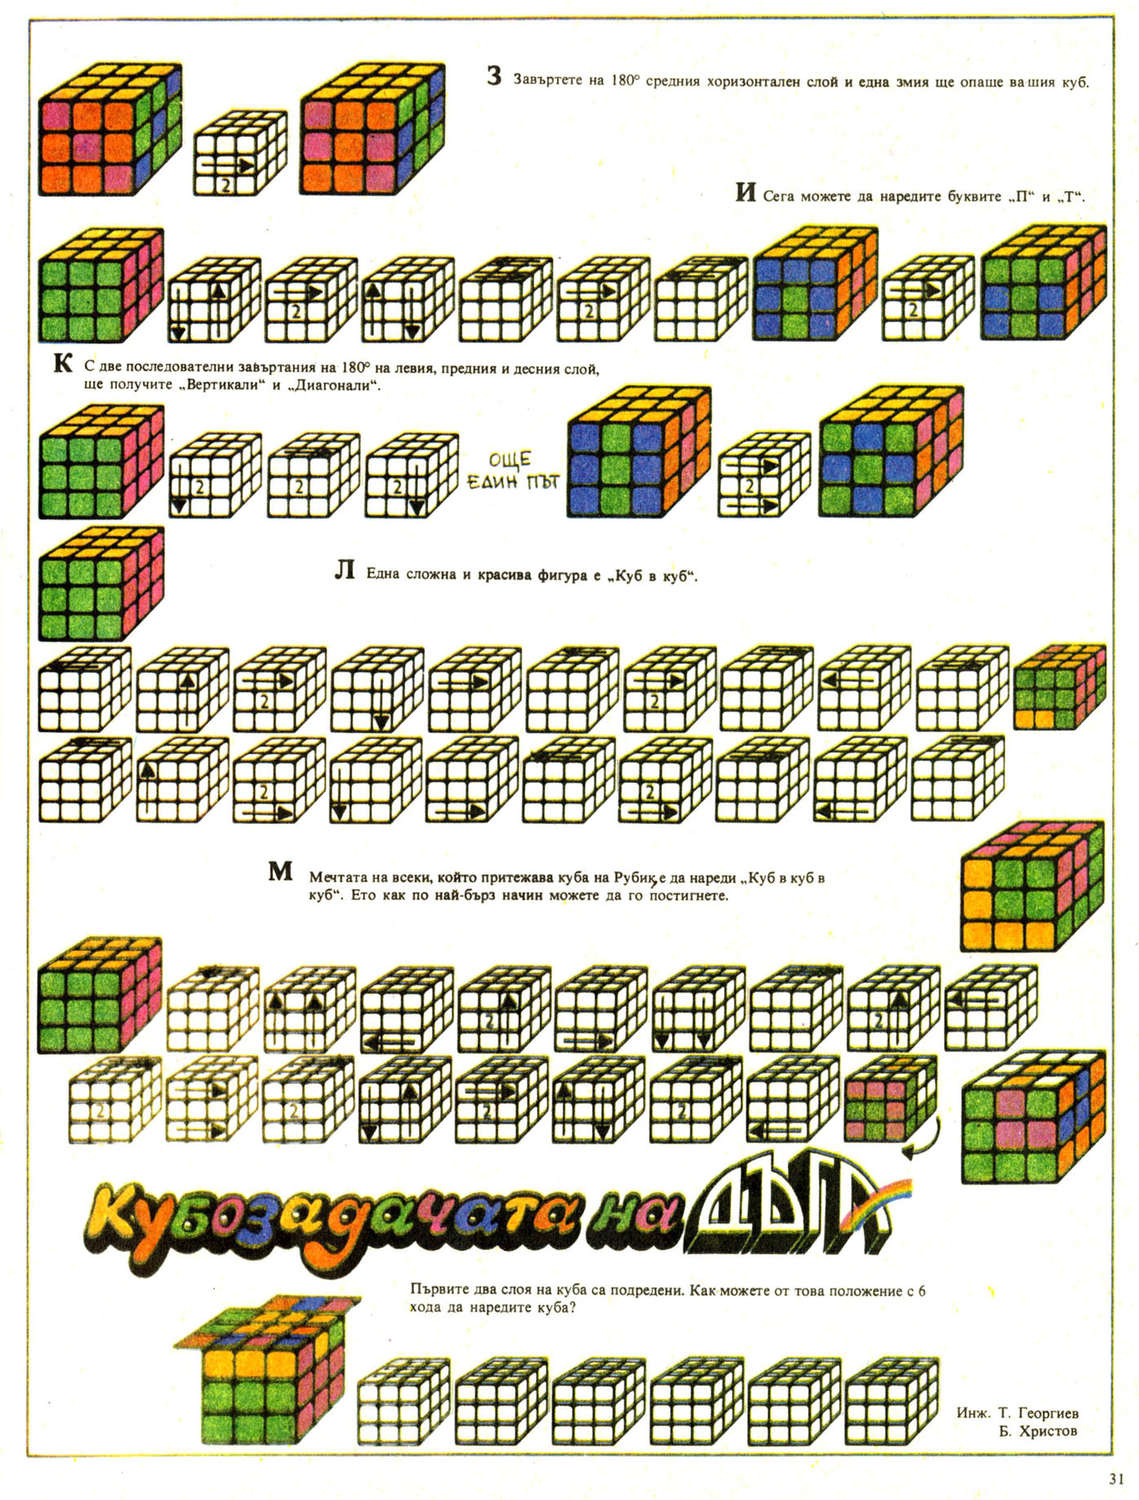 З Завъртете на 180° средния хоризонтален слой и една змия ще опаше вашия куб.
2
И Сега можете да наредите буквите „П“ и „Т“.
2 2 2
К С две последователни завъртания на 180° на левия, предния и десния слой,
ще получите „Вертикали“ и „Диагонали“.
2 2 2 ОЩЕ
ЕДИН ПЪТ 2
Л Една сложна и красива фигура е „Куб в куб“.
2 2
2 2
М Мечтата на всеки, който притежава куба на Рубик, е да нареди „Куб в куб в
куб“. Ето как по най-бърз начин можете да го постигнете.
2 2
2 2 2 2
Кубозадачата на ДЪГА
Първите два слоя на куба са подредени. Как можете от това положение с 6
хода да наредите куба?
Инж. Т. Георгиев
Б. Христов
31